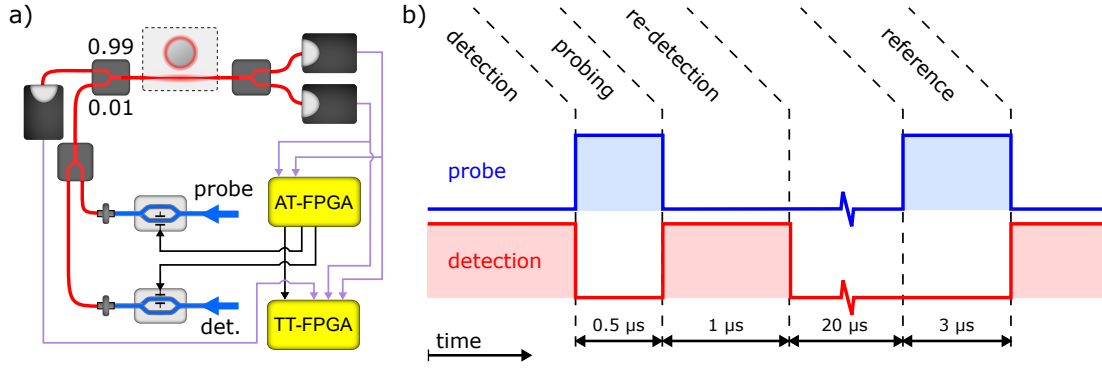 a)
0.99
0.01
probe
AT-FPGA
det.
TT-FPGA
b)
detection
probing
re-detection
reference
probe
detection
0.5 μs
1 μs
20 μs
3 μs
time